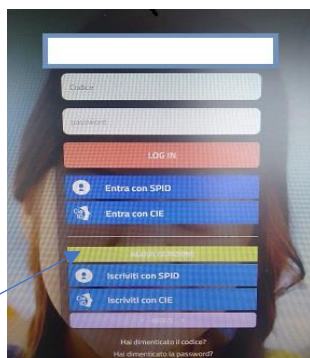 Codice
password
LOG IN
Entra con SPID
Entra con CIE
Iscriviti con SPID
Iscriviti con CIE
Hai dimenticato il codice?
Hai dimenticato la password?